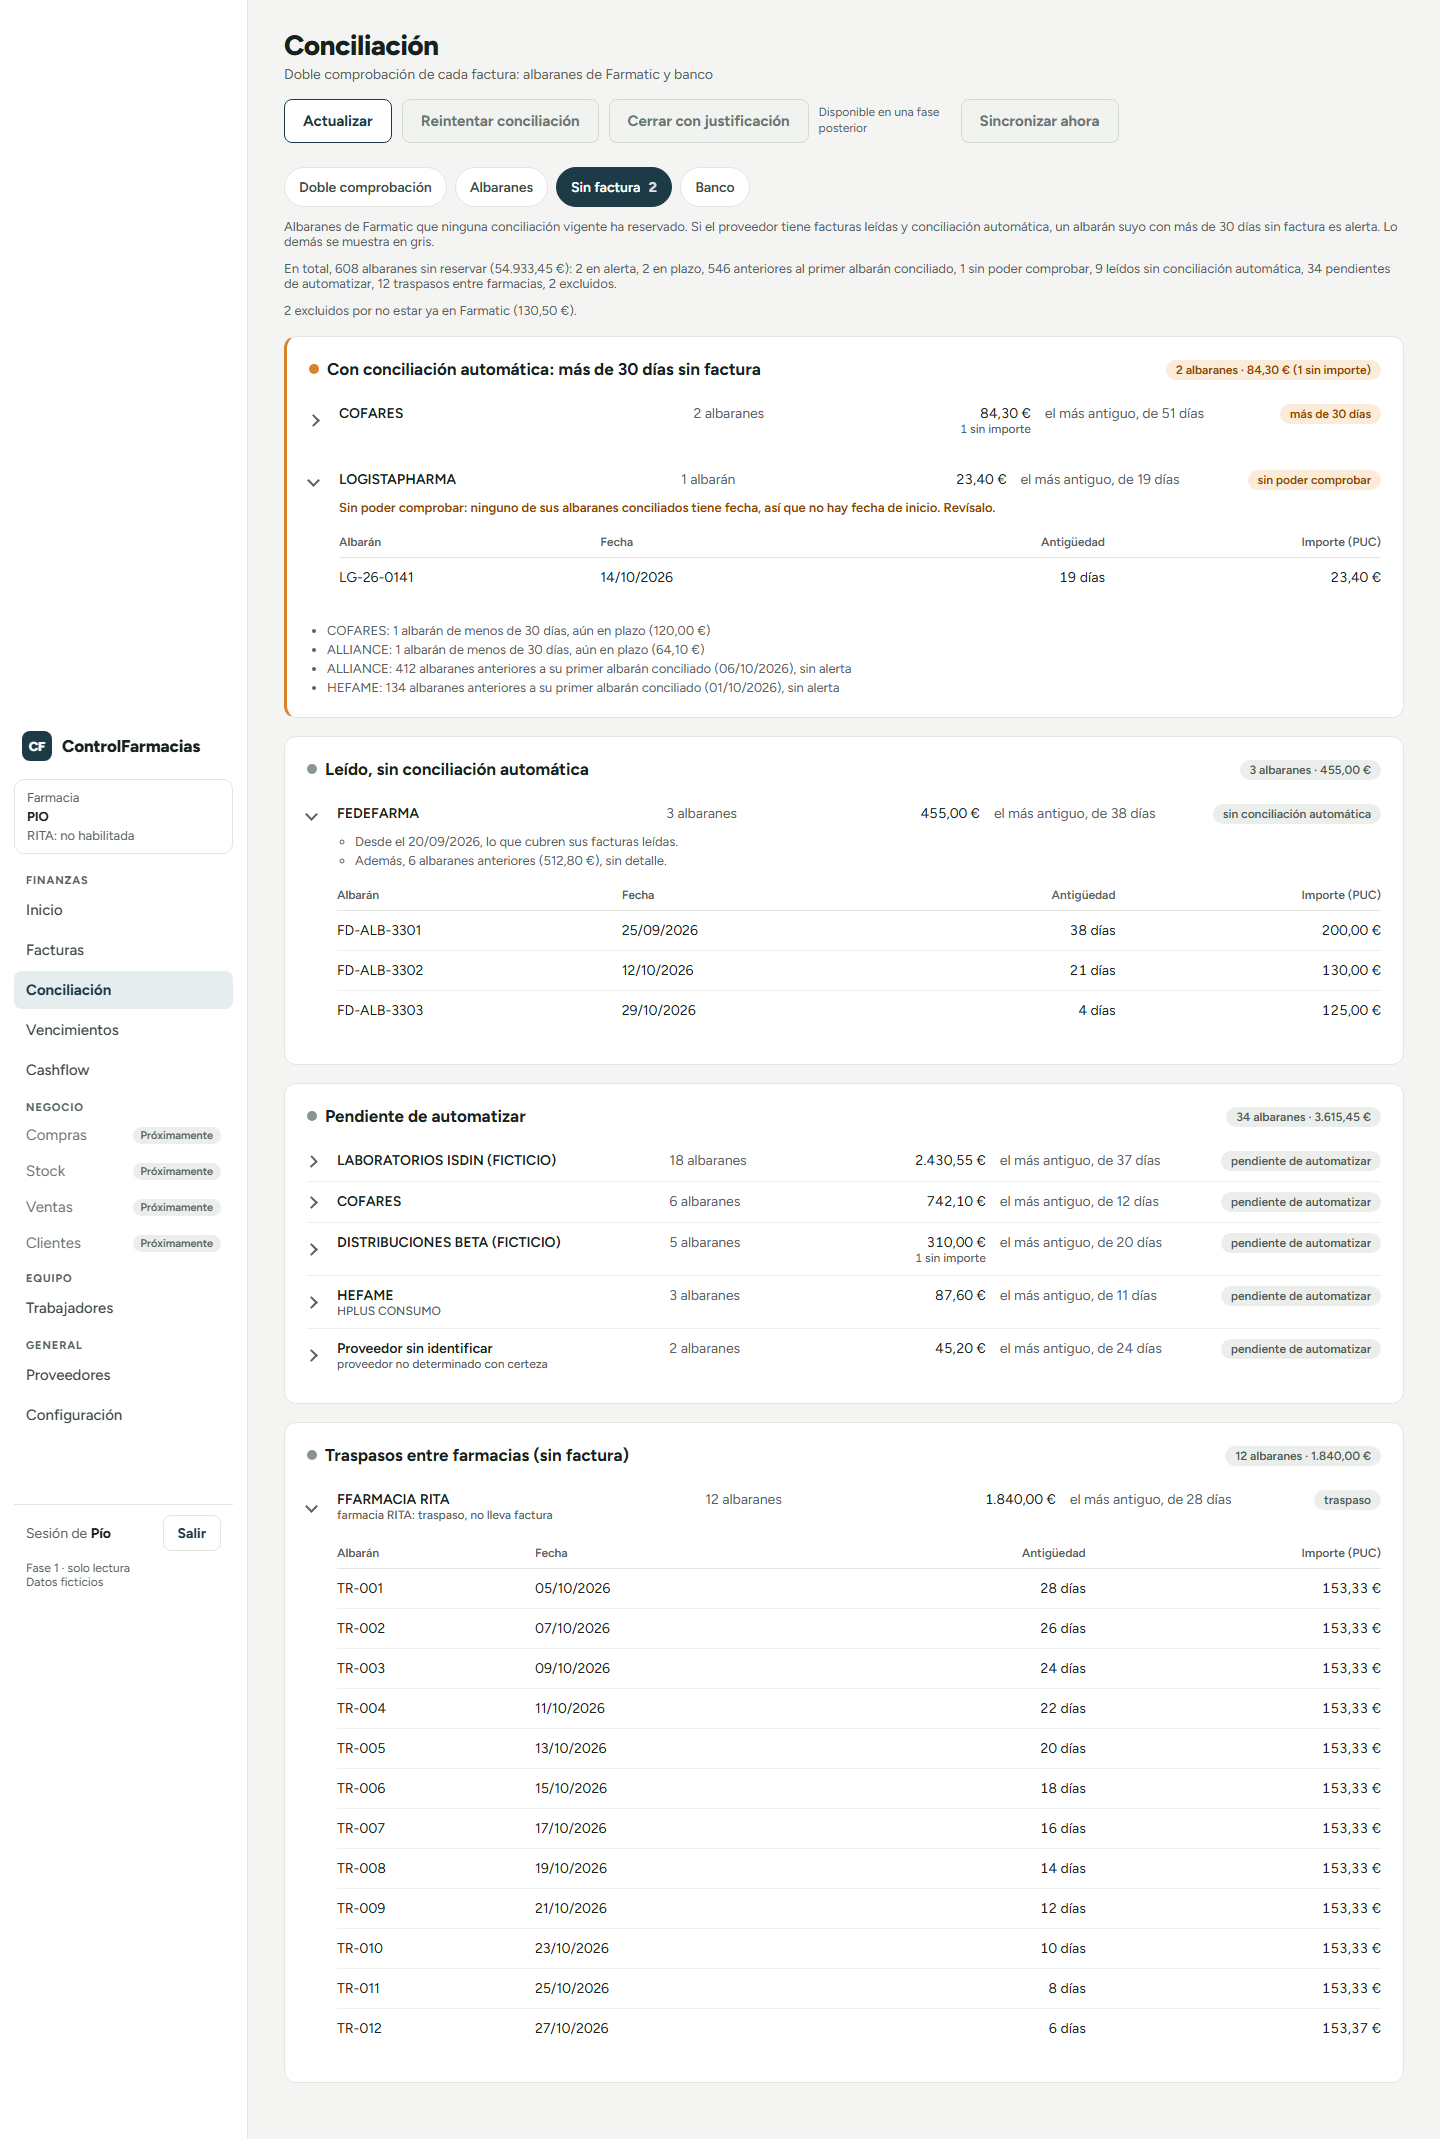 CF ControlFarmacias
Farmacia
PIO
RITA: no habilitada
FINANZAS
Inicio
Facturas
Conciliación
Vencimientos
Cashflow
NEGOCIO
Compras Próximamente
Stock Próximamente
Ventas Próximamente
Clientes Próximamente
EQUIPO
Trabajadores
GENERAL
Proveedores
Configuración
Sesión de Pío Salir
Fase 1 · solo lectura
Datos ficticios
Conciliación
Doble comprobación de cada factura: albaranes de Farmatic y banco
Actualizar Reintentar conciliación Cerrar con justificación Disponible en una fase
posterior Sincronizar ahora
Doble comprobación Albaranes Sin factura 2 Banco
Albaranes de Farmatic que ninguna conciliación vigente ha reservado. Si el proveedor tiene facturas leídas y conciliación automática, un albarán suyo con más de 30 días sin factura es alerta. Lo
demás se muestra en gris.
En total, 608 albaranes sin reservar (54.933,45 €): 2 en alerta, 2 en plazo, 546 anteriores al primer albarán conciliado, 1 sin poder comprobar, 9 leídos sin conciliación automática, 34 pendientes
de automatizar, 12 traspasos entre farmacias, 2 excluidos.
2 excluidos por no estar ya en Farmatic (130,50 €).
Con conciliación automática: más de 30 días sin factura 2 albaranes · 84,30 € (1 sin importe)
COFARES 2 albaranes 84,30 € el más antiguo, de 51 días más de 30 días
1 sin importe
LOGISTAPHARMA 1 albarán 23,40 € el más antiguo, de 19 días sin poder comprobar
Sin poder comprobar: ninguno de sus albaranes conciliados tiene fecha, así que no hay fecha de inicio. Revísalo.
Albarán Fecha Antigüedad Importe (PUC)
LG-26-0141 14/10/2026 19 días 23,40 €
• COFARES: 1 albarán de menos de 30 días, aún en plazo (120,00 €)
• ALLIANCE: 1 albarán de menos de 30 días, aún en plazo (64,10 €)
• ALLIANCE: 412 albaranes anteriores a su primer albarán conciliado (06/10/2026), sin alerta
• HEFAME: 134 albaranes anteriores a su primer albarán conciliado (01/10/2026), sin alerta
Leído, sin conciliación automática 3 albaranes · 455,00 €
FEDEFARMA 3 albaranes 455,00 € el más antiguo, de 38 días sin conciliación automática
◦ Desde el 20/09/2026, lo que cubren sus facturas leídas.
◦ Además, 6 albaranes anteriores (512,80 €), sin detalle.
Albarán Fecha Antigüedad Importe (PUC)
FD-ALB-3301 25/09/2026 38 días 200,00 €
FD-ALB-3302 12/10/2026 21 días 130,00 €
FD-ALB-3303 29/10/2026 4 días 125,00 €
Pendiente de automatizar 34 albaranes · 3.615,45 €
LABORATORIOS ISDIN (FICTICIO) 18 albaranes 2.430,55 € el más antiguo, de 37 días pendiente de automatizar
COFARES 6 albaranes 742,10 € el más antiguo, de 12 días pendiente de automatizar
DISTRIBUCIONES BETA (FICTICIO) 5 albaranes 310,00 € el más antiguo, de 20 días pendiente de automatizar
1 sin importe
HEFAME 3 albaranes 87,60 € el más antiguo, de 11 días pendiente de automatizar
HPLUS CONSUMO
Proveedor sin identificar 2 albaranes 45,20 € el más antiguo, de 24 días pendiente de automatizar
proveedor no determinado con certeza
Traspasos entre farmacias (sin factura) 12 albaranes · 1.840,00 €
FFARMACIA RITA 12 albaranes 1.840,00 € el más antiguo, de 28 días traspaso
farmacia RITA: traspaso, no lleva factura
Albarán Fecha Antigüedad Importe (PUC)
TR-001 05/10/2026 28 días 153,33 €
TR-002 07/10/2026 26 días 153,33 €
TR-003 09/10/2026 24 días 153,33 €
TR-004 11/10/2026 22 días 153,33 €
TR-005 13/10/2026 20 días 153,33 €
TR-006 15/10/2026 18 días 153,33 €
TR-007 17/10/2026 16 días 153,33 €
TR-008 19/10/2026 14 días 153,33 €
TR-009 21/10/2026 12 días 153,33 €
TR-010 23/10/2026 10 días 153,33 €
TR-011 25/10/2026 8 días 153,33 €
TR-012 27/10/2026 6 días 153,37 €